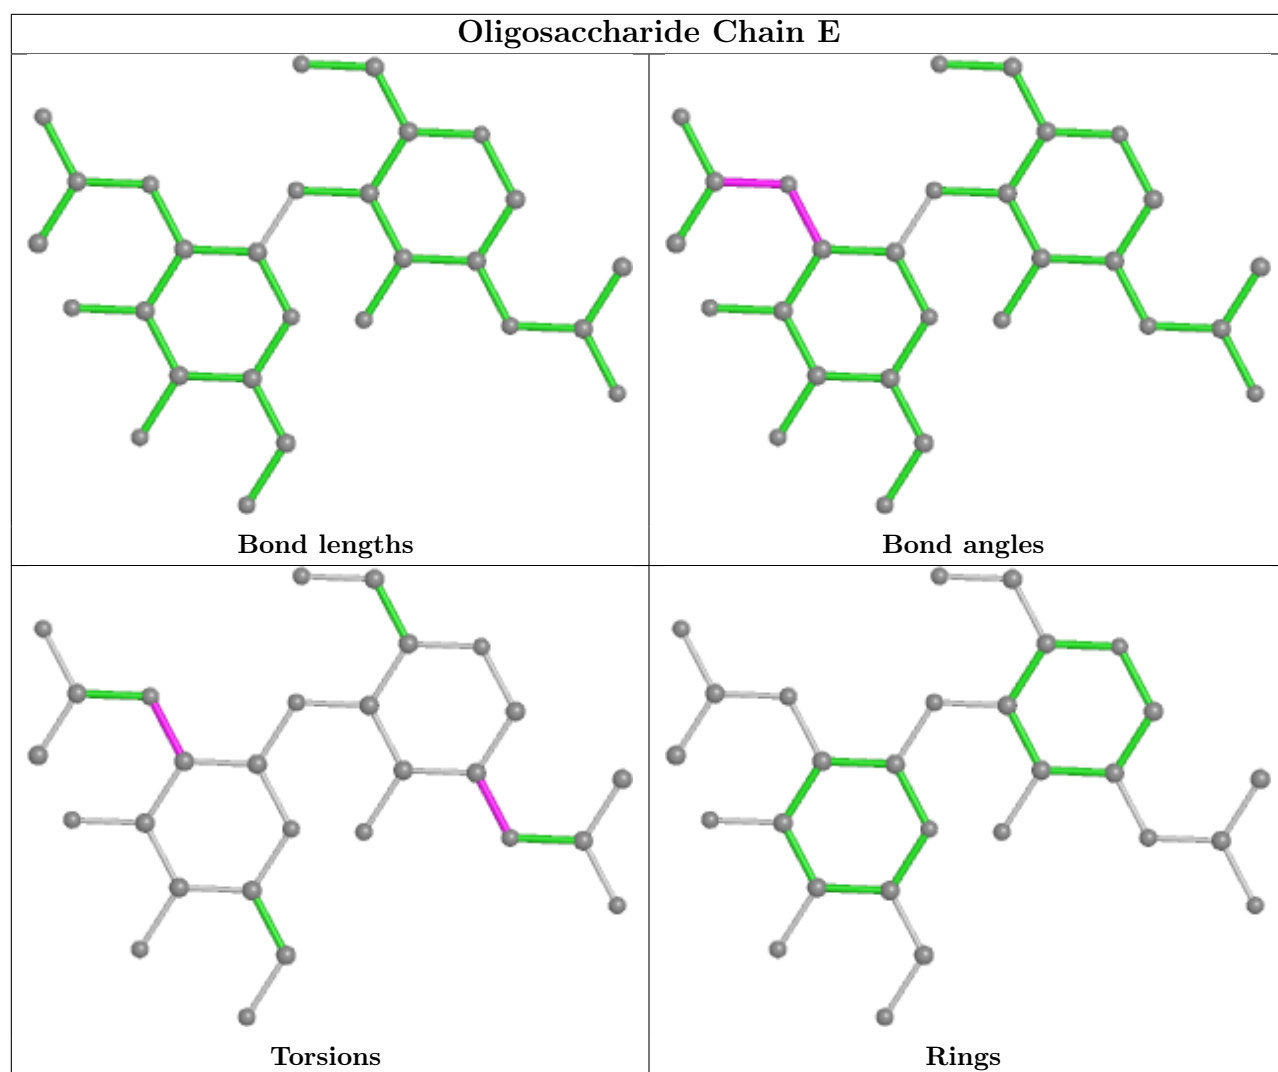 Oligosaccharide Chain E
Bond lengths
Bond angles
Torsions
Rings